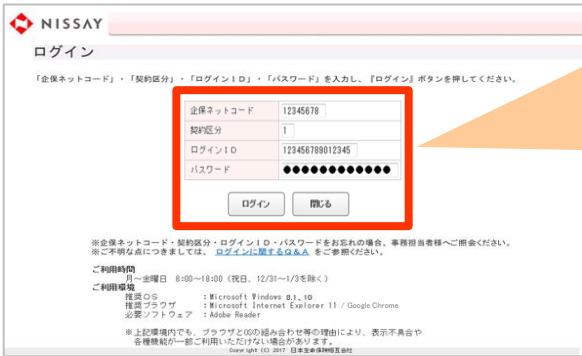 NISSAY
ログイン
「企保ネットコード」・「契約区分」・「ログインＩＤ」・「パスワード」を入力し、『ログイン』ボタンを押してください。
企保ネットコード 12345678
契約区分 1
ログインＩＤ 123456789012345
パスワード ●●●●●●●●●●●●
ログイン 閉じる
※企保ネットコード・契約区分・ログインＩＤ・パスワードをお忘れの場合、事務担当者様へご照会ください。
※ご不明な点につきましては、 ログインに関するＱ＆Ａ をご参照ください。
ご利用時間
月～金曜日 8:00～18:00（祝日、12/31～1/3を除く）
ご利用環境
推奨ＯＳ ：Microsoft Windows 8.1、10
推奨ブラウザ ：Microsoft Internet Explorer 11 / Google Chrome
必要ソフトウェア ：Adobe Reader
※上記環境内でも、ブラウザとOSの組み合わせ等の理由により、表示不具合や
各種機能が一部ご利用いただけない場合があります。
Copyright (C) 2017 日本生命保険相互会社